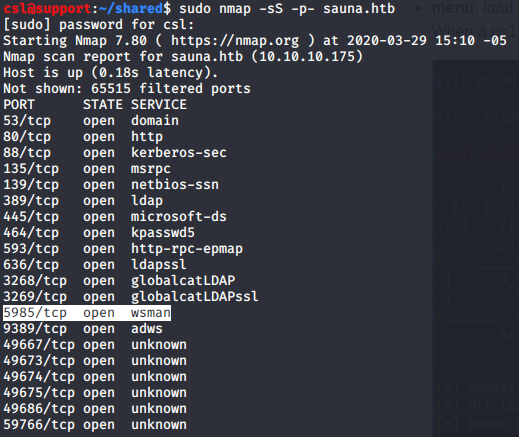 csl@support:~/shared$ sudo nmap -sS -p- sauna.htb
[sudo] password for csl:
Starting Nmap 7.80 ( https://nmap.org ) at 2020-03-29 15:10 -05
Nmap scan report for sauna.htb (10.10.10.175)
Host is up (0.18s latency).
Not shown: 65515 filtered ports
PORT STATE SERVICE
53/tcp open domain
80/tcp open http
88/tcp open kerberos-sec
135/tcp open msrpc
139/tcp open netbios-ssn
389/tcp open ldap
445/tcp open microsoft-ds
464/tcp open kpasswd5
593/tcp open http-rpc-epmap
636/tcp open ldapssl
3268/tcp open globalcatLDAP
3269/tcp open globalcatLDAPssl
5985/tcp open wsman
9389/tcp open adws
49667/tcp open unknown
49673/tcp open unknown
49674/tcp open unknown
49675/tcp open unknown
49686/tcp open unknown
59766/tcp open unknown
menu: load
[+] Bypass